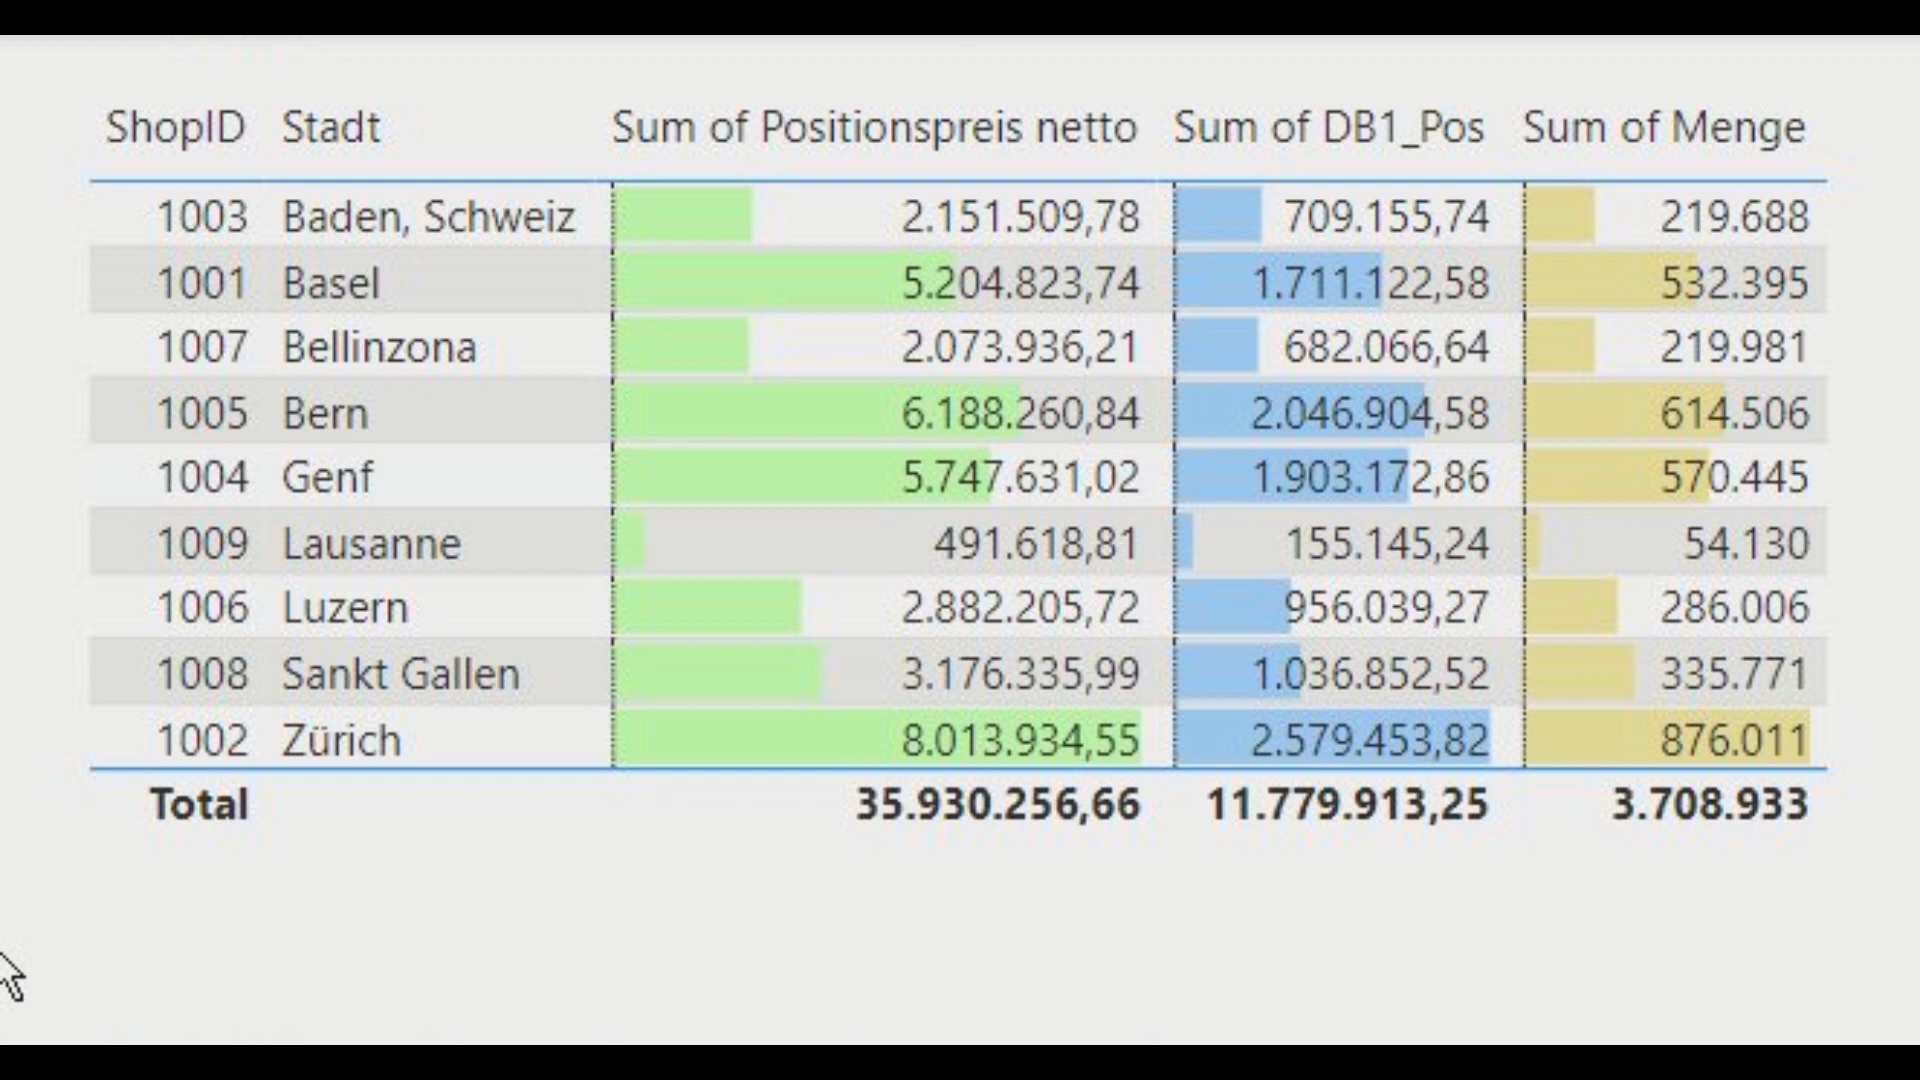 ShopID Stadt Sum of Positionspreis netto Sum of DB1_Pos Sum of Menge
1003 Baden, Schweiz 2.151.509,78 709.155,74 219.688
1001 Basel 5.204.823,74 1.711.122,58 532.395
1007 Bellinzona 2.073.936,21 682.066,64 219.981
1005 Bern 6.188.260,84 2.046.904,58 614.506
1004 Genf 5.747.631,02 1.903.172,86 570.445
1009 Lausanne 491.618,81 155.145,24 54.130
1006 Luzern 2.882.205,72 956.039,27 286.006
1008 Sankt Gallen 3.176.335,99 1.036.852,52 335.771
1002 Zürich 8.013.934,55 2.579.453,82 876.011
Total 35.930.256,66 11.779.913,25 3.708.933